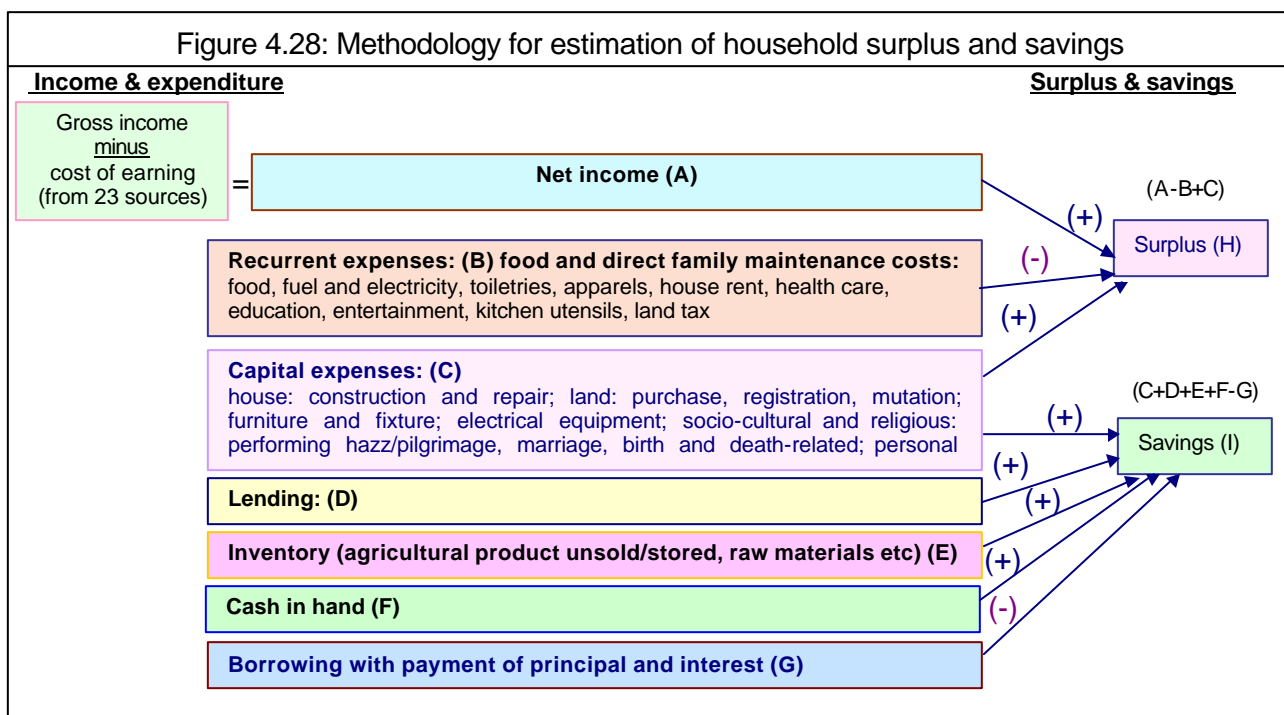 Figure 4.28: Methodology for estimation of household surplus and savings
Income & expenditure
Surplus & savings
Gross income
minus
cost of earning
(from 23 sources)
=
Net income (A)
(A-B+C)
(+)
Surplus (H)
Recurrent expenses: (B) food and direct family maintenance costs:
food, fuel and electricity, toiletries, apparels, house rent, health care,
education, entertainment, kitchen utensils, land tax
(-)
(+)
Capital expenses: (C)
house: construction and repair; land: purchase, registration, mutation;
furniture and fixture; electrical equipment; socio-cultural and religious:
performing hazz/pilgrimage, marriage, birth and death-related; personal
(C+D+E+F-G)
(+)
Savings (I)
(+)
Lending: (D)
(+)
Inventory (agricultural product unsold/stored, raw materials etc) (E)
(+)
Cash in hand (F)
(-)
Borrowing with payment of principal and interest (G)